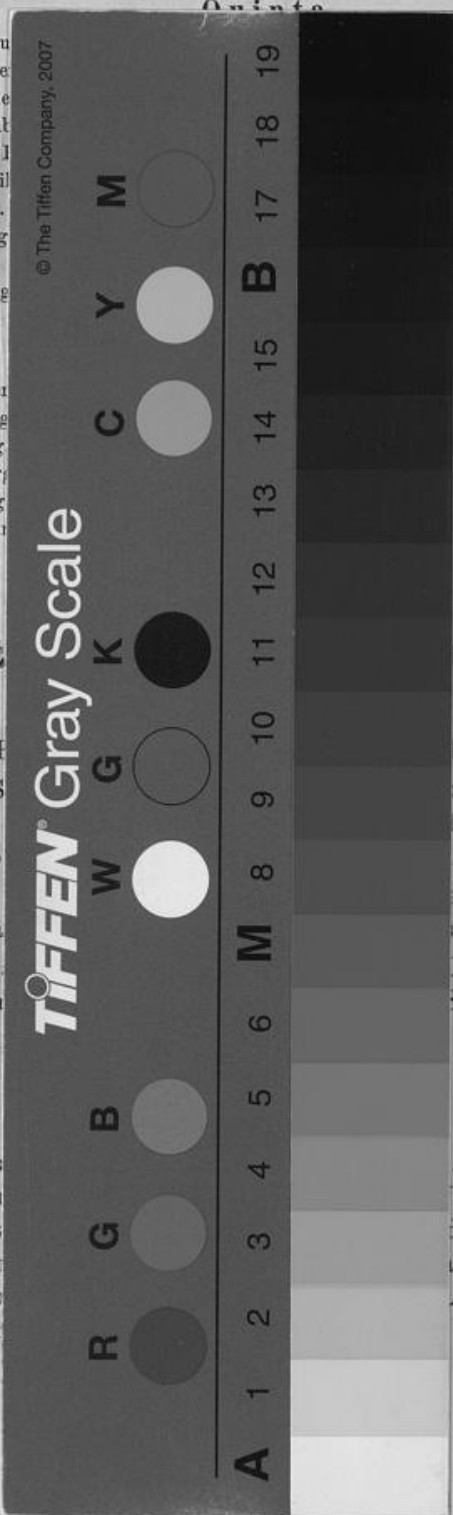 Quinta
© The Tiffen Company, 2007
TIFFEN® Gray Scale
R G B W G K C Y M
A 1 2 3 4 5 6 M 8 9 10 11 12 13 14 15 B 17 18 19